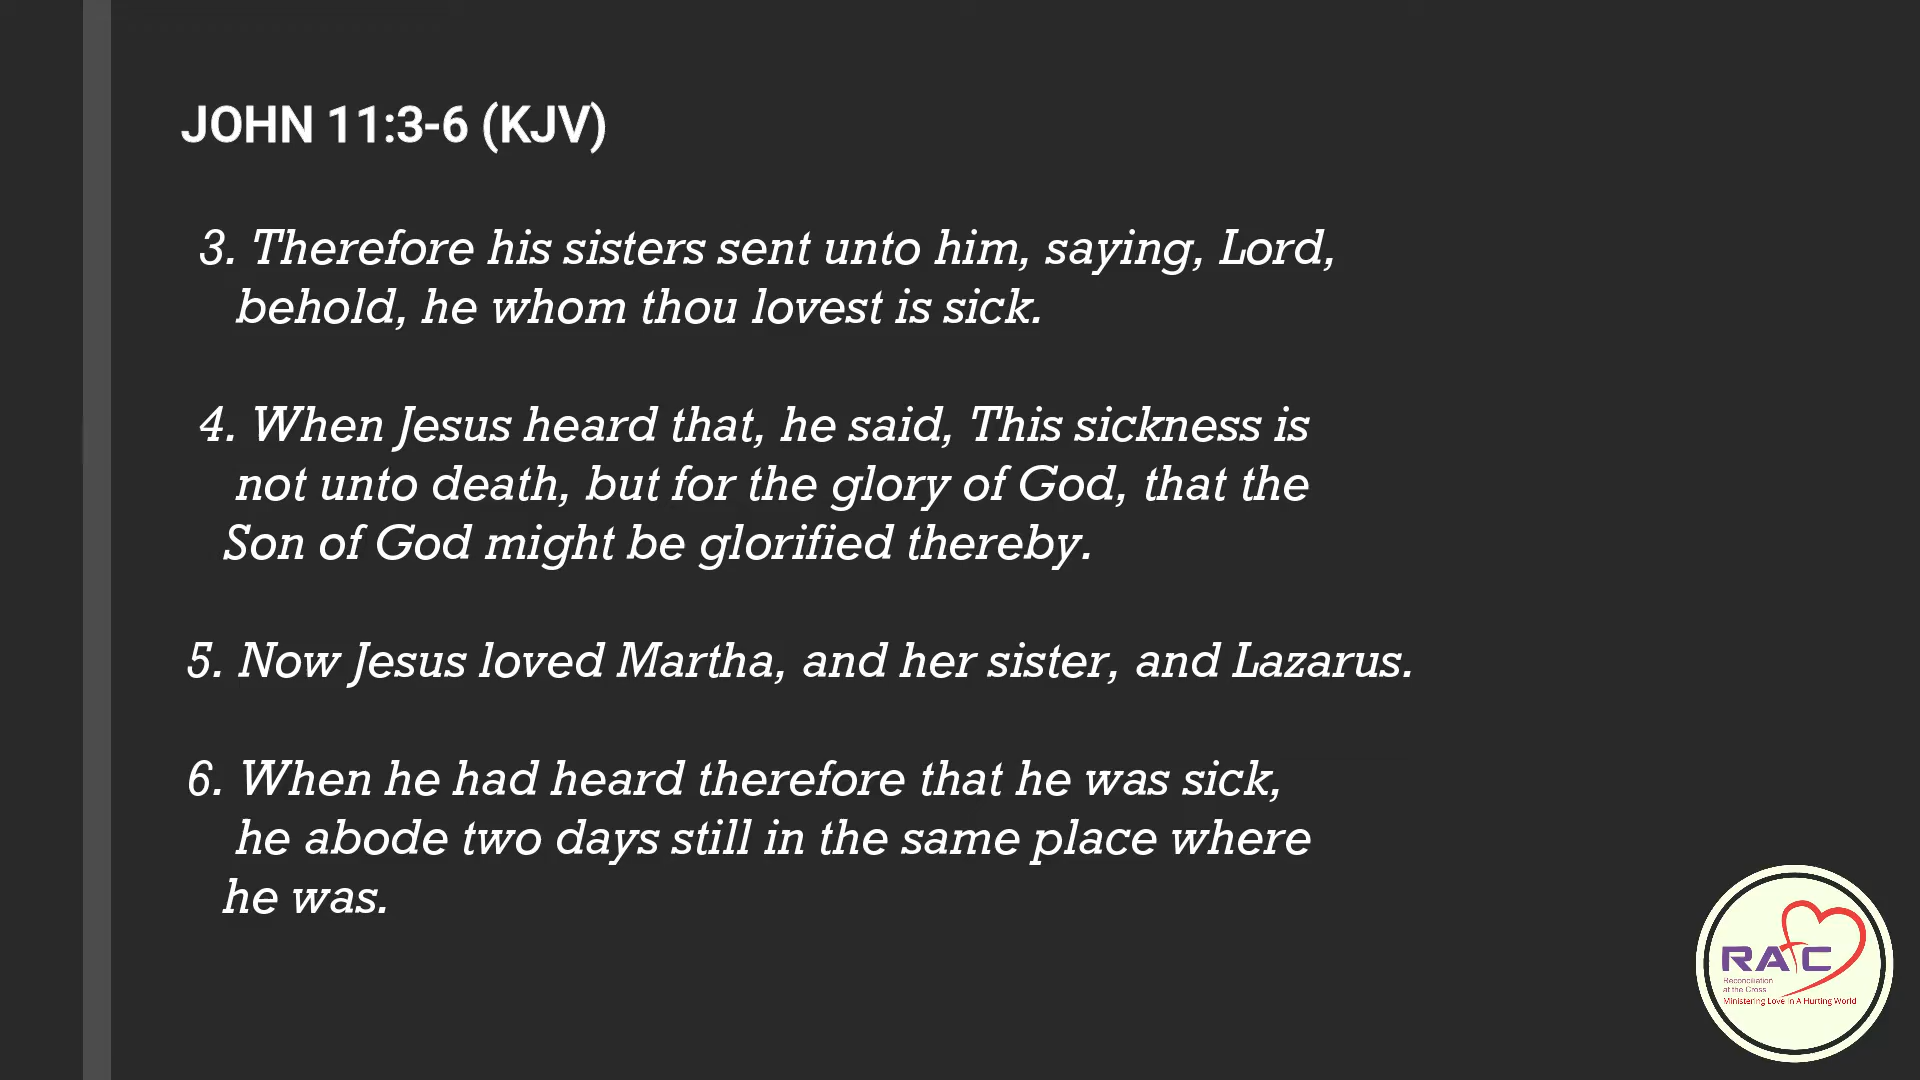 JOHN 11:3-6 (KJV)
3. Therefore his sisters sent unto him, saying, Lord,
behold, he whom thou lovest is sick.
4. When Jesus heard that, he said, This sickness is
not unto death, but for the glory of God, that the
Son of God might be glorified thereby.
5. Now Jesus loved Martha, and her sister, and Lazarus.
6. When he had heard therefore that he was sick,
he abode two days still in the same place where
he was.
RAC
Reconciliation
at the Cross
Ministering Love In A Hurting World